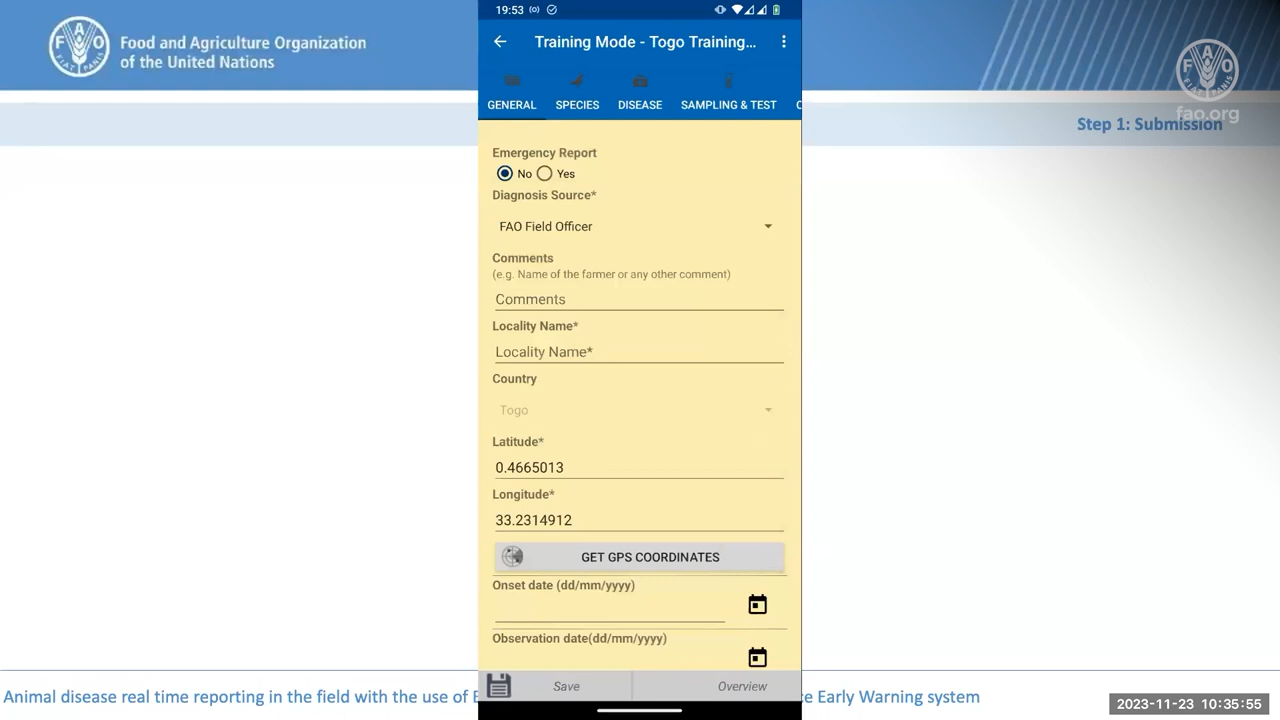 Food and Agriculture Organization
of the United Nations
FAO
FIAT PANIS
fao.org
Step 1: Submission
19:53
Training Mode - Togo Training...
GENERAL
SPECIES
DISEASE
SAMPLING & TEST
Emergency Report
No
Yes
Diagnosis Source*
FAO Field Officer
Comments
(e.g. Name of the farmer or any other comment)
Comments
Locality Name*
Locality Name*
Country
Togo
Latitude*
0.4665013
Longitude*
33.2314912
GET GPS COORDINATES
Onset date (dd/mm/yyyy)
Observation date(dd/mm/yyyy)
Save
Overview
Animal disease real time reporting in the field with the use of
e Early Warning system
2023-11-23 10:35:55